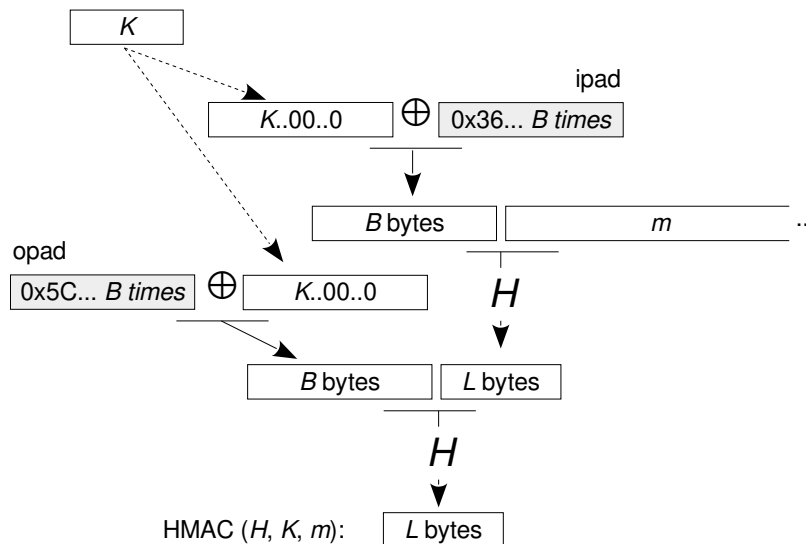 K
ipad
K..00..0 ⊕ 0x36... B times
B bytes m ..
opad
0x5C... B times ⊕ K..00..0
H
B bytes L bytes
H
HMAC (H, K, m): L bytes